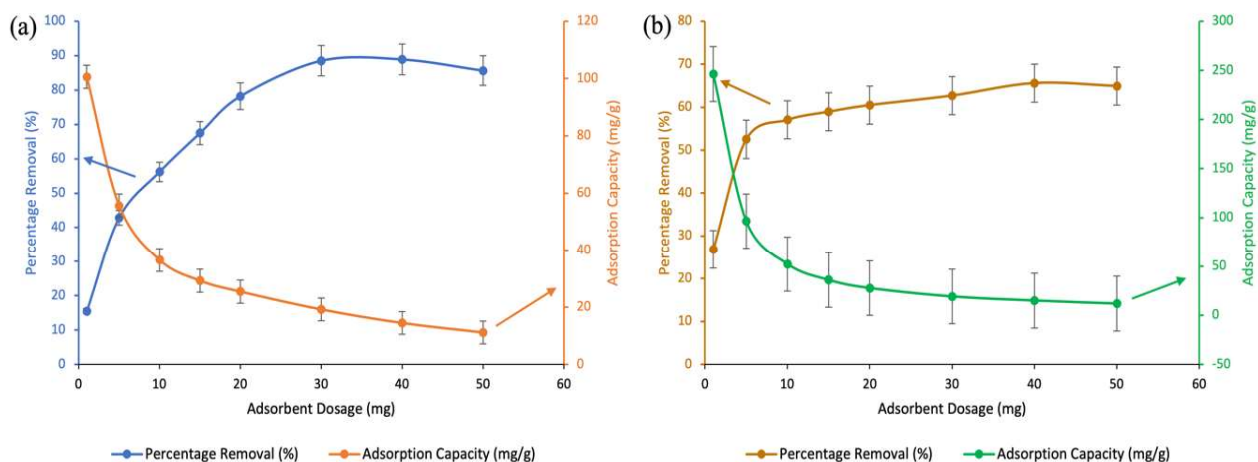 (a)
100
90
80
70
60
50
40
30
20
10
0
Percentage Removal (%)
120
100
80
60
40
20
0
Adsorption Capacity (mg/g)
0 10 20 30 40 50 60
Adsorbent Dosage (mg)
Percentage Removal (%) Adsorption Capacity (mg/g)
(b)
80
70
60
50
40
30
20
10
0
Percentage Removal (%)
300
250
200
150
100
50
0
-50
Adsorption Capacity (mg/g)
0 10 20 30 40 50 60
Adsorbent Dosage (mg)
Percentage Removal (%) Adsorption Capacity (mg/g)